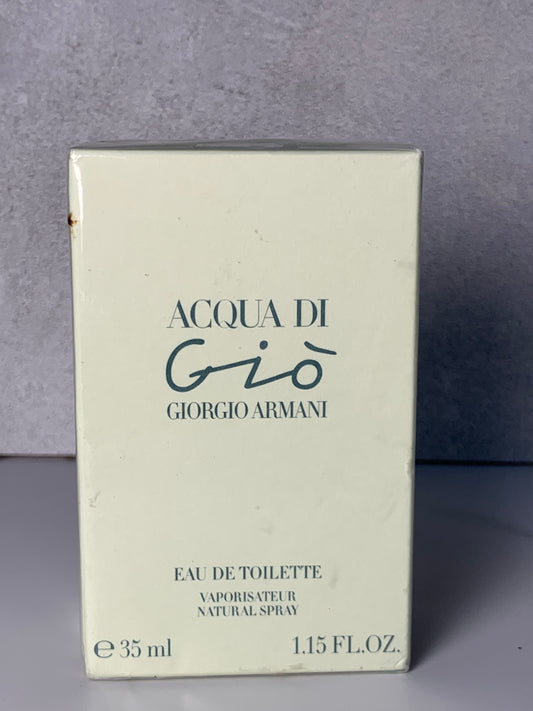 ACQUA DI
Giò
GIORGIO ARMANI
EAU DE TOILETTE
VAPORISATEUR
NATURAL SPRAY
℮ 35 ml 1.15 FL.OZ.